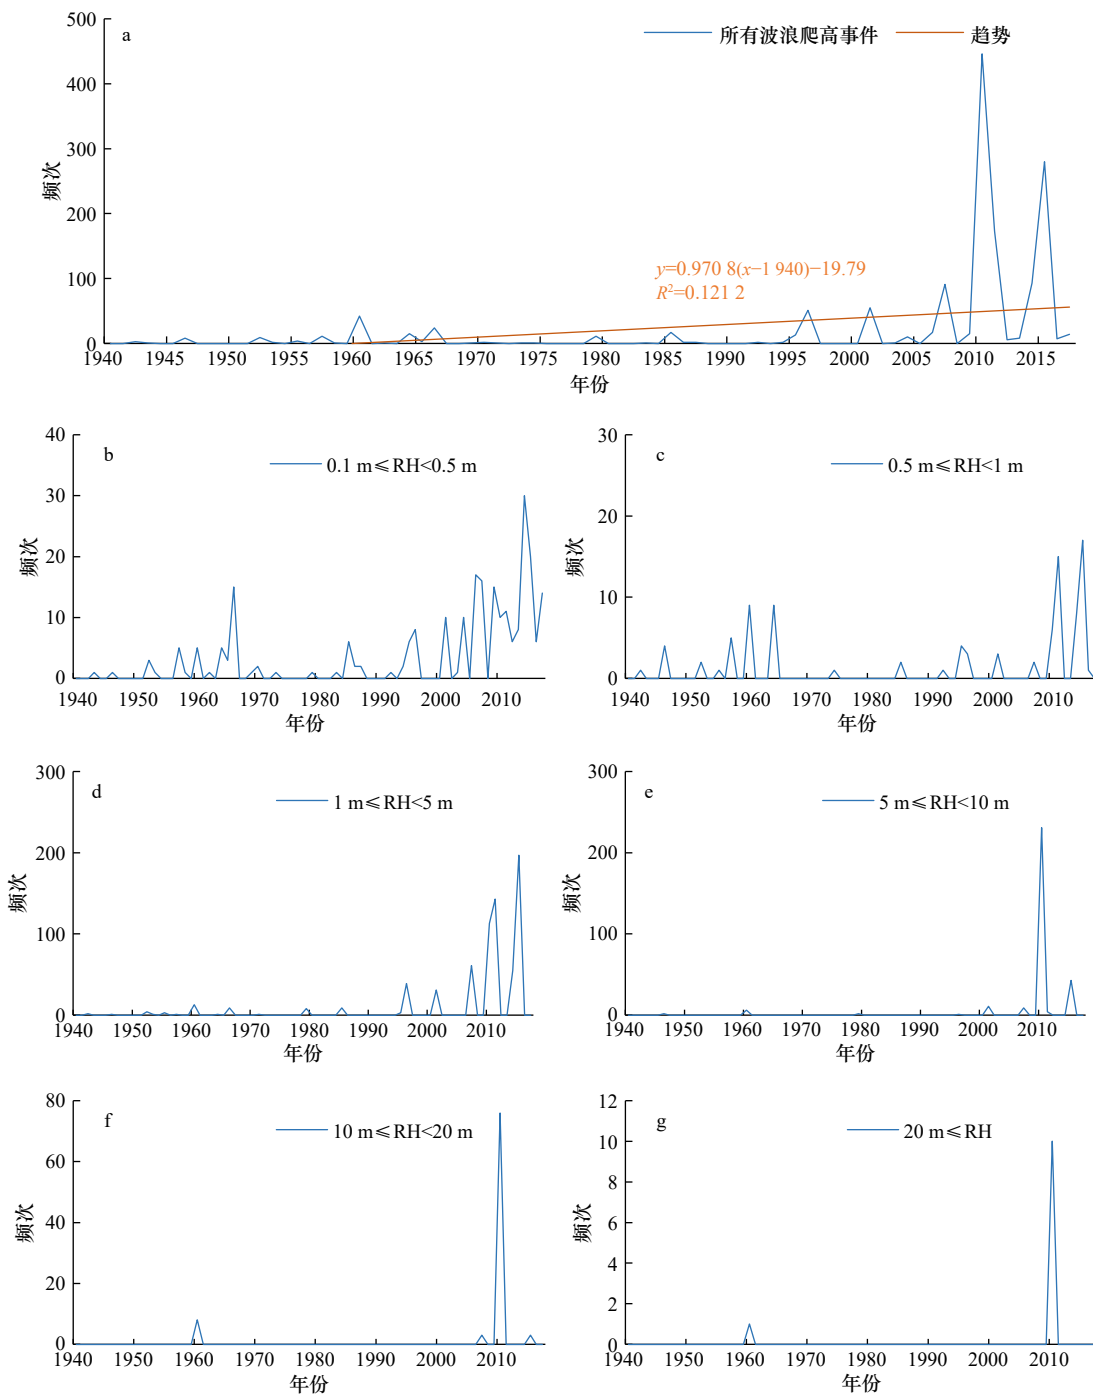 500
a
所有波浪爬高事件 趋势
400
300
频次
200
y=0.970 8(x−1 940)−19.79
100
R²=0.121 2
0
1940 1945 1950 1955 1960 1965 1970 1975 1980 1985 1990 1995 2000 2005 2010 2015
年份
40
b
0.1 m≤RH<0.5 m
30
频次
20
10
0
1940 1950 1960 1970 1980 1990 2000 2010
年份
30
c
0.5 m≤RH<1 m
20
频次
10
0
1940 1950 1960 1970 1980 1990 2000 2010
年份
300
d
1 m≤RH<5 m
200
频次
100
0
1940 1950 1960 1970 1980 1990 2000 2010
年份
300
e
5 m≤RH<10 m
200
频次
100
0
1940 1950 1960 1970 1980 1990 2000 2010
年份
80
f
10 m≤RH<20 m
60
频次
40
20
0
1940 1950 1960 1970 1980 1990 2000 2010
年份
12
g
20 m≤RH
10
8
频次
6
4
2
0
1940 1950 1960 1970 1980 1990 2000 2010
年份